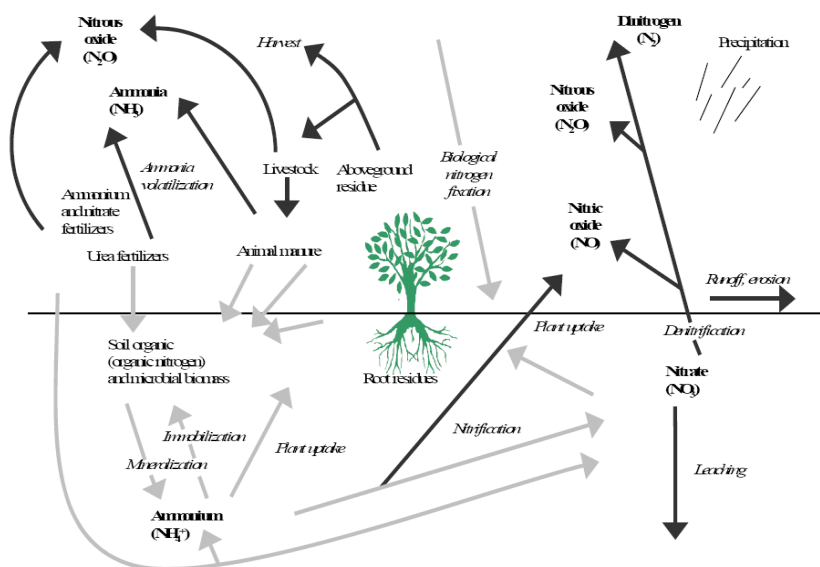 Nitrous
oxide
(N2O)
Harvest
Dinitrogen
(N2)
Precipitation
Ammonia
(NH3)
Nitrous
oxide
(N2O)
Ammonia
volatilization
Livestock
Aboveground
residue
Biological
nitrogen
fixation
Ammonium
and nitrate
fertilizers
Nitric
oxide
(NO)
Urea fertilizers
Animal manure
Runoff, erosion
Plant uptake
Denitrification
Soil organic
(organic nitrogen)
and microbial biomass
Root residues
Nitrate
(NO3)
Immobilization
Plant uptake
Nitrification
Mineralization
Leaching
Ammonium
(NH4+)